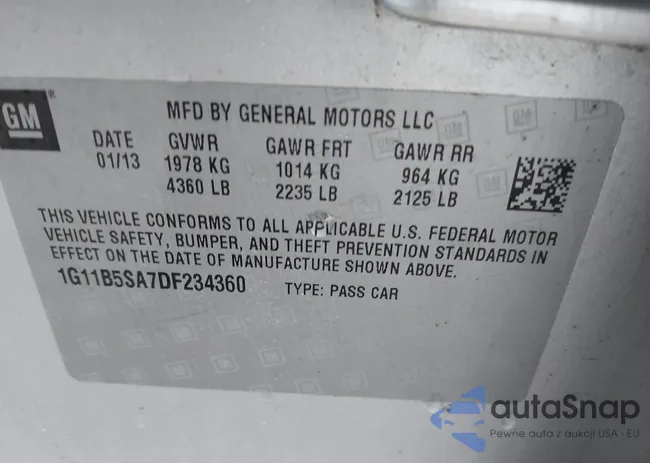 GM
MFD BY GENERAL MOTORS LLC
DATE GVWR GAWR FRT GAWR RR
01/13 1978 KG 1014 KG 964 KG
4360 LB 2235 LB 2125 LB
THIS VEHICLE CONFORMS TO ALL APPLICABLE U.S. FEDERAL MOTOR
VEHICLE SAFETY, BUMPER, AND THEFT PREVENTION STANDARDS IN
EFFECT ON THE DATE OF MANUFACTURE SHOWN ABOVE.
1G11B5SA7DF234360 TYPE: PASS CAR
autaSnap
Pewne auta z aukcji USA i EU